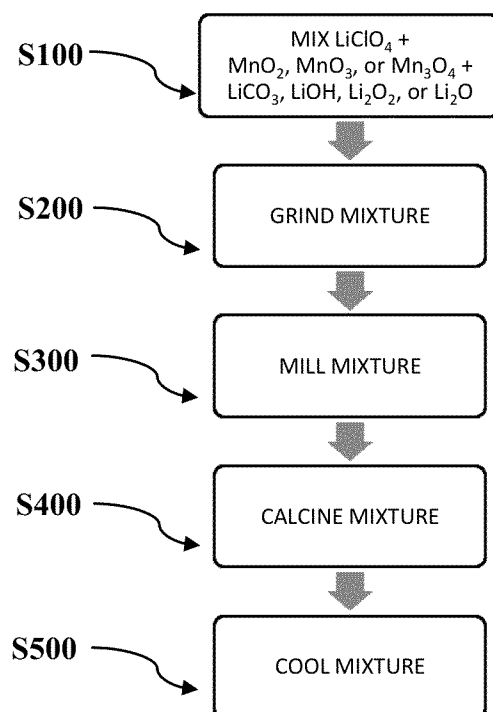 S100
MIX LiClO₄ +
MnO₂, MnO₃, or Mn₃O₄ +
LiCO₃, LiOH, Li₂O₂, or Li₂O
S200
GRIND MIXTURE
S300
MILL MIXTURE
S400
CALCINE MIXTURE
S500
COOL MIXTURE